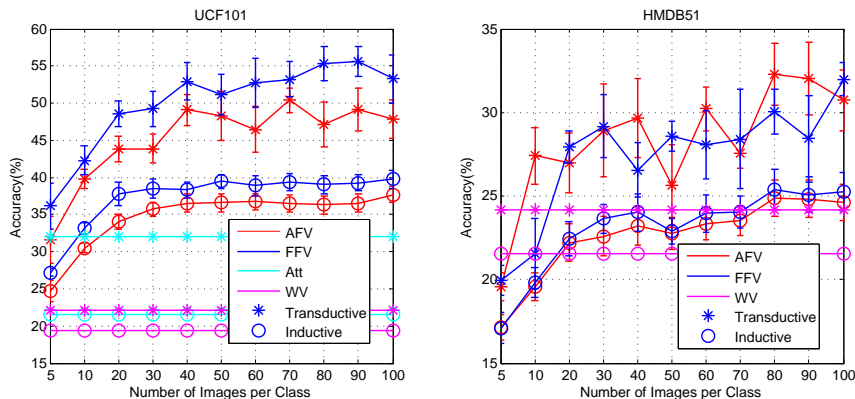 UCF101
60
55
50
45
40
35
30
25
20
15
Accuracy(%)
AFV
FFV
Att
WV
Transductive
Inductive
5 10 20 30 40 50 60 70 80 90 100
Number of Images per Class
HMDB51
35
30
25
20
15
Accuracy(%)
AFV
FFV
WV
Transductive
Inductive
5 10 20 30 40 50 60 70 80 90 100
Number of Images per Class